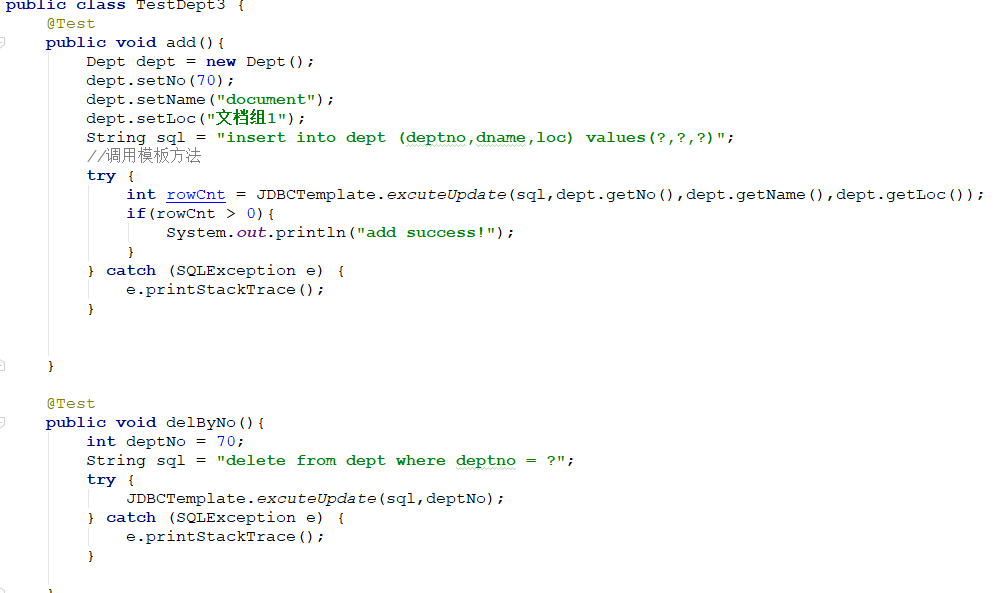 public class TestDept3 {
@Test
public void add(){
Dept dept = new Dept();
dept.setNo(70);
dept.setName("document");
dept.setLoc("文档组1");
String sql = "insert into dept (deptno,dname,loc) values(?,?,?)";
//调用模板方法
try {
int rowCnt = JDBCTemplate.excuteUpdate(sql,dept.getNo(),dept.getName(),dept.getLoc());
if(rowCnt > 0){
System.out.println("add success!");
}
} catch (SQLException e) {
e.printStackTrace();
}
}
@Test
public void delByNo(){
int deptNo = 70;
String sql = "delete from dept where deptno = ?";
try {
JDBCTemplate.excuteUpdate(sql,deptNo);
} catch (SQLException e) {
e.printStackTrace();
}
}